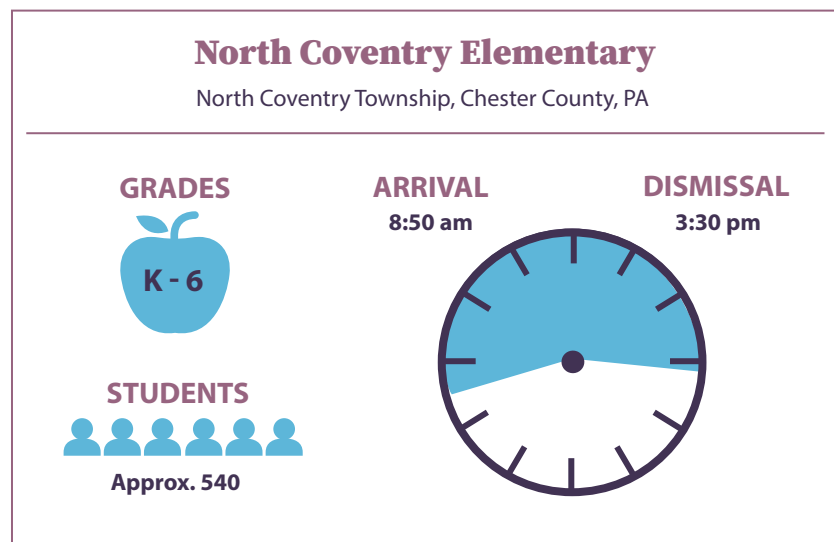 North Coventry Elementary
North Coventry Township, Chester County, PA
GRADES
K - 6
STUDENTS
Approx. 540
ARRIVAL
8:50 am
DISMISSAL
3:30 pm